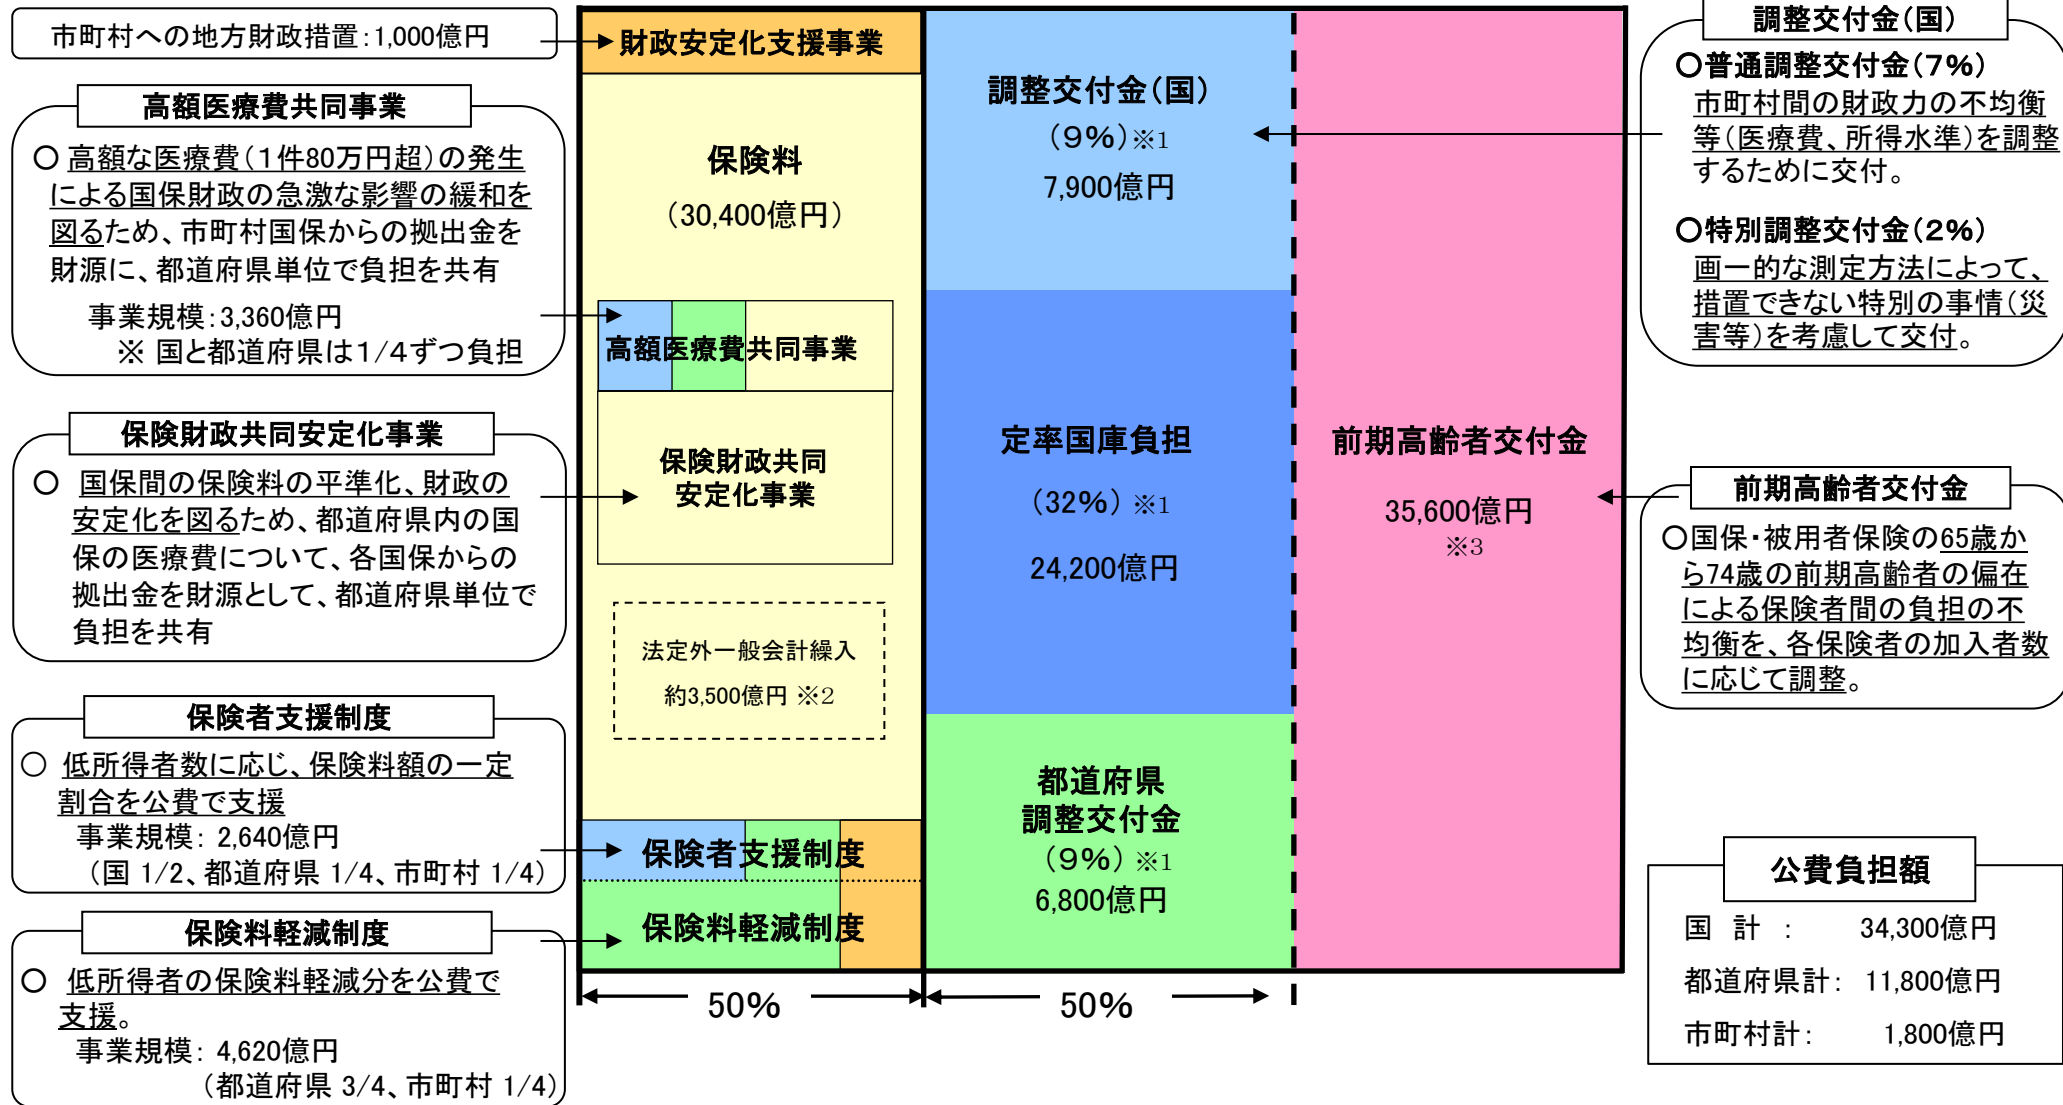 市町村への地方財政措置：1,000億円
高額医療費共同事業
○ 高額な医療費（１件80万円超）の発生
による国保財政の急激な影響の緩和を
図るため、市町村国保からの拠出金を
財源に、都道府県単位で負担を共有
事業規模：3,360億円
※ 国と都道府県は１/４ずつ負担
保険財政共同安定化事業
○ 国保間の保険料の平準化、財政の
安定化を図るため、都道府県内の国
保の医療費について、各国保からの
拠出金を財源として、都道府県単位で
負担を共有
保険者支援制度
○ 低所得者数に応じ、保険料額の一定
割合を公費で支援
事業規模： 2,640億円
（国 1/2、都道府県 1/4、市町村 1/4）
保険料軽減制度
○ 低所得者の保険料軽減分を公費で
支援。
事業規模： 4,620億円
（都道府県 3/4、市町村 1/4）
財政安定化支援事業
保険料
（30,400億円）
高額医療費共同事業
保険財政共同
安定化事業
法定外一般会計繰入
約3,500億円 ※2
保険者支援制度
保険料軽減制度
50%
調整交付金（国）
（９％）※1
7,900億円
定率国庫負担
（32%）※1
24,200億円
都道府県
調整交付金
（９％）※1
6,800億円
50%
前期高齢者交付金
35,600億円
※3
調整交付金（国）
○普通調整交付金（７％）
市町村間の財政力の不均衡
等（医療費、所得水準）を調整
するために交付。
○特別調整交付金（２％）
画一的な測定方法によって、
措置できない特別の事情（災
害等）を考慮して交付。
前期高齢者交付金
○国保・被用者保険の65歳か
ら74歳の前期高齢者の偏在
による保険者間の負担の不
均衡を、各保険者の加入者数
に応じて調整。
公費負担額
国 計 ： 34,300億円
都道府県計： 11,800億円
市町村計： 1,800億円